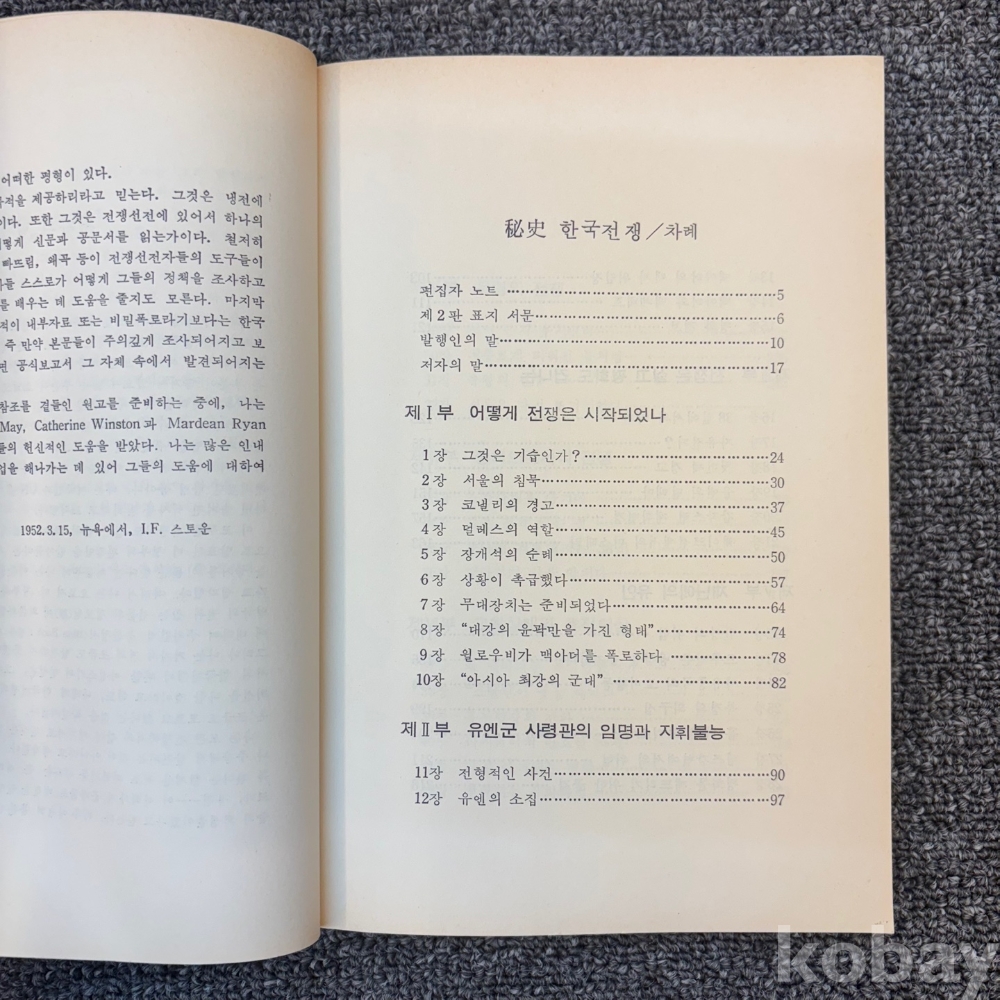 어떠한 평형이 있다.
적을 제공하리라고 믿는다. 그것은 냉전에
이다. 또한 그것은 전쟁선전에 있어서 하나의
떻게 신문과 공문서를 읽는가이다. 철저히
빠뜨림, 왜곡 등이 전쟁선전자들의 도구들이
들 스스로가 어떻게 그들의 정책을 조사하고
를 배우는 데 도움을 줄지도 모른다. 마지막
적이 내부자료 또는 비밀폭로라기보다는 한국
즉 만약 본문들이 주의깊게 조사되어지고 보
면 공식보고서 그 자체 속에서 발견되어지는
참조를 곁들인 원고를 준비하는 중에, 나는
May, Catherine Winston과 Mardean Ryan
들의 헌신적인 도움을 받았다. 나는 많은 인내
업을 해나가는 데 있어 그들의 도움에 대하여
1952.3.15, 뉴욕에서, I.F. 스토운
秘史 한국전쟁/차례
편집자 노트 ……………………5
제2판 표지 서문……………………6
발행인의 말……………………10
저자의 말……………………17
제Ⅰ부 어떻게 전쟁은 시작되었나
1장 그것은 기습인가?……………………24
2장 서울의 침묵……………………30
3장 코낼리의 경고……………………37
4장 덜레스의 역할……………………45
5장 장개석의 순례……………………50
6장 상황이 촉급했다……………………57
7장 무대장치는 준비되었다……………………64
8장 “대강의 윤곽만을 가진 형태”……………………74
9장 윌로우비가 맥아더를 폭로하다 ……………………78
10장 “아시아 최강의 군대” ……………………82
제Ⅱ부 유엔군 사령관의 임명과 지휘불능
11장 전형적인 사건……………………90
12장 유엔의 소집……………………97
kobay